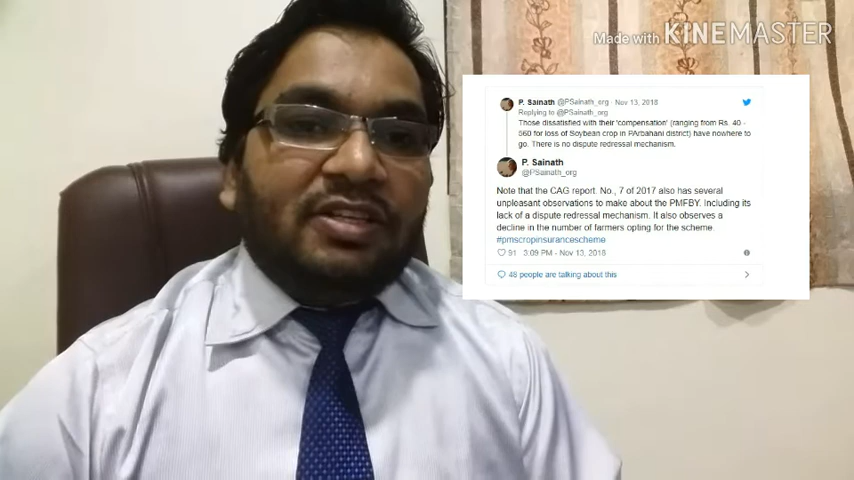 Made with KINEMASTER
P. Sainath @PSainath_org · Nov 13, 2018
Replying to @PSainath_org
Those dissatisfied with their 'compensation' (ranging from Rs. 40 -
560 for loss of Soybean crop in PArbahani district) have nowhere to
go. There is no dispute redressal mechanism.
P. Sainath
@PSainath_org
Note that the CAG report. No., 7 of 2017 also has several
unpleasant observations to make about the PMFBY. Including its
lack of a dispute redressal mechanism. It also observes a
decline in the number of farmers opting for the scheme.
#pmscropinsurancescheme
91 3:09 PM - Nov 13, 2018
48 people are talking about this